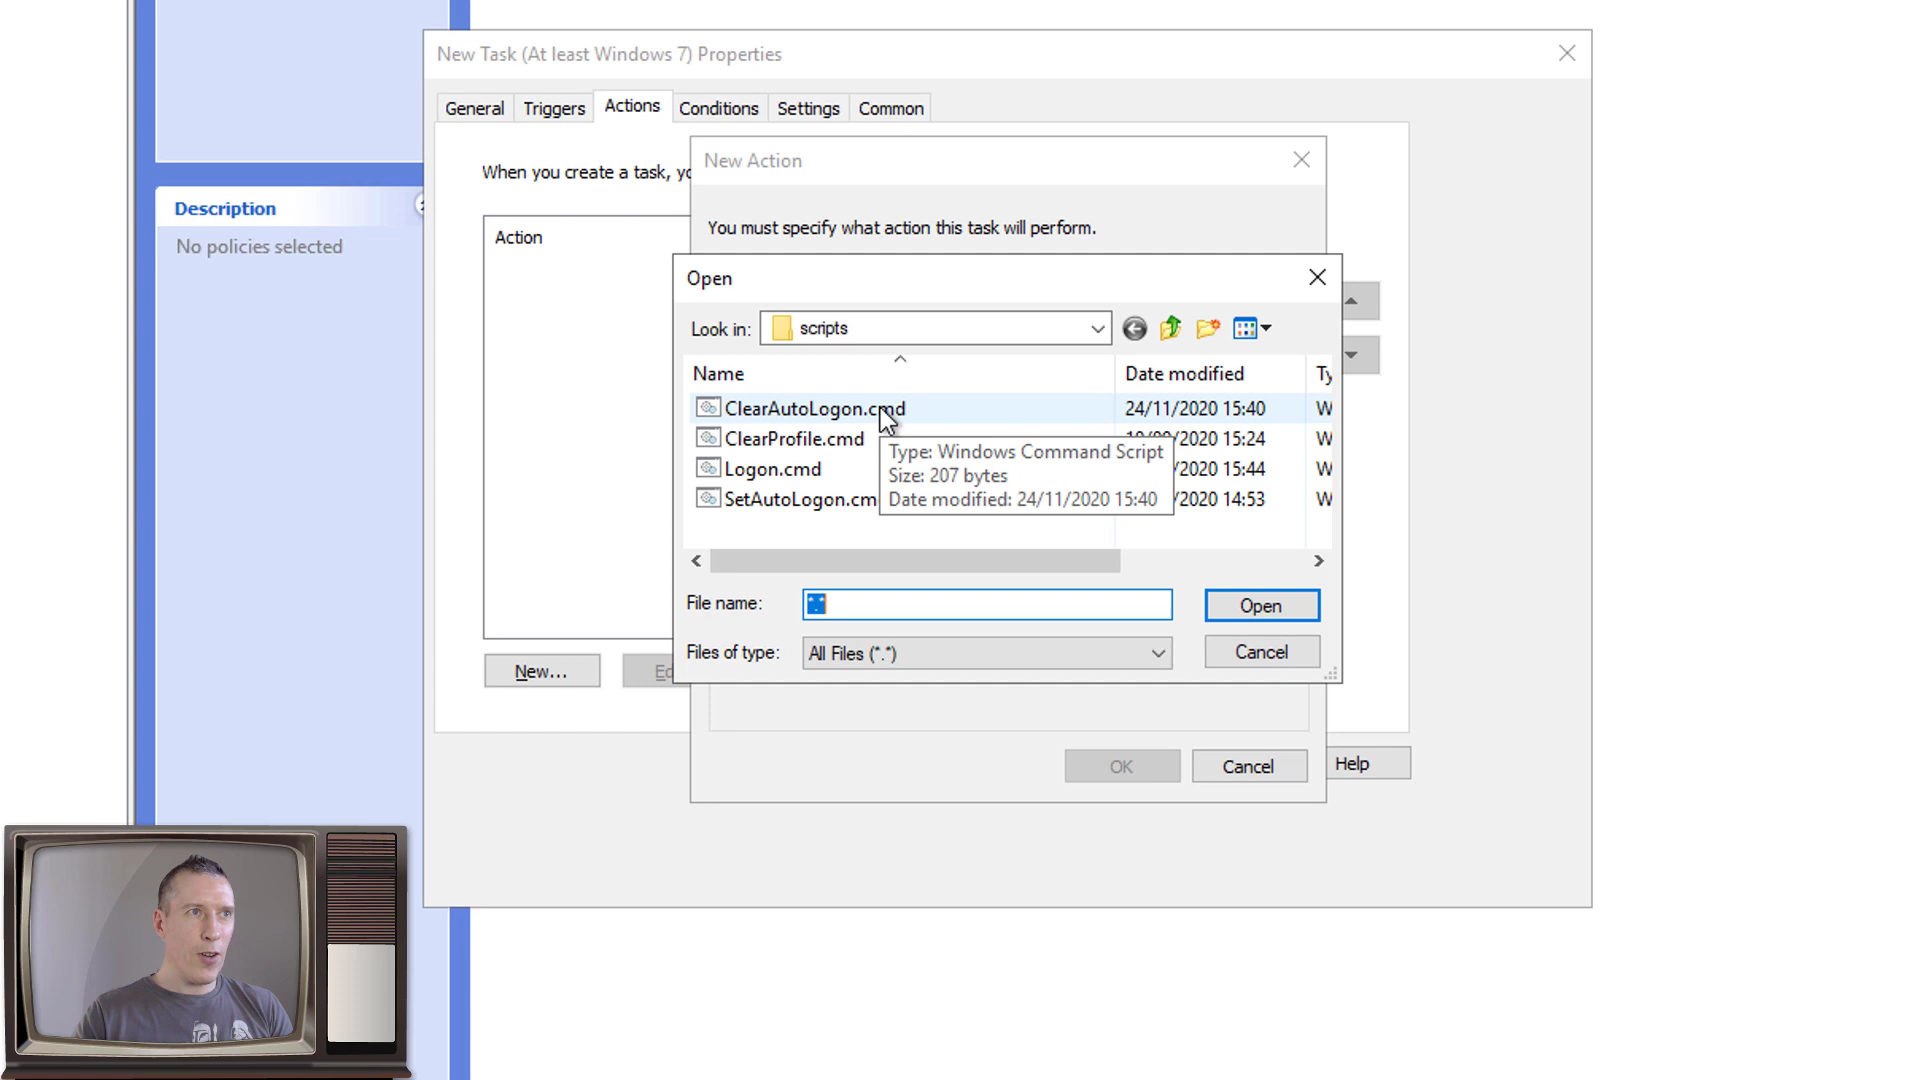 New Task (At least Windows 7) Properties
General
Triggers
Actions
Conditions
Settings
Common
New Action
When you create a task,
Description
You must specify what action this task will perform.
Action
No policies selected
Open
Look in:
scripts
Name
Date modified
ClearAutoLogon.cmd
24/11/2020 15:40
W
ClearProfile.cmd
15:24
W
Type: Windows Command Script
Logon.cmd
15:44
W
Size: 207 bytes
SetAutoLogon.cm
/2020 14:53
W
Date modified: 24/11/2020 15:40
File name:
*.*
Open
Files of type:
All Files (*.*)
Cancel
New...
OK
Cancel
Help